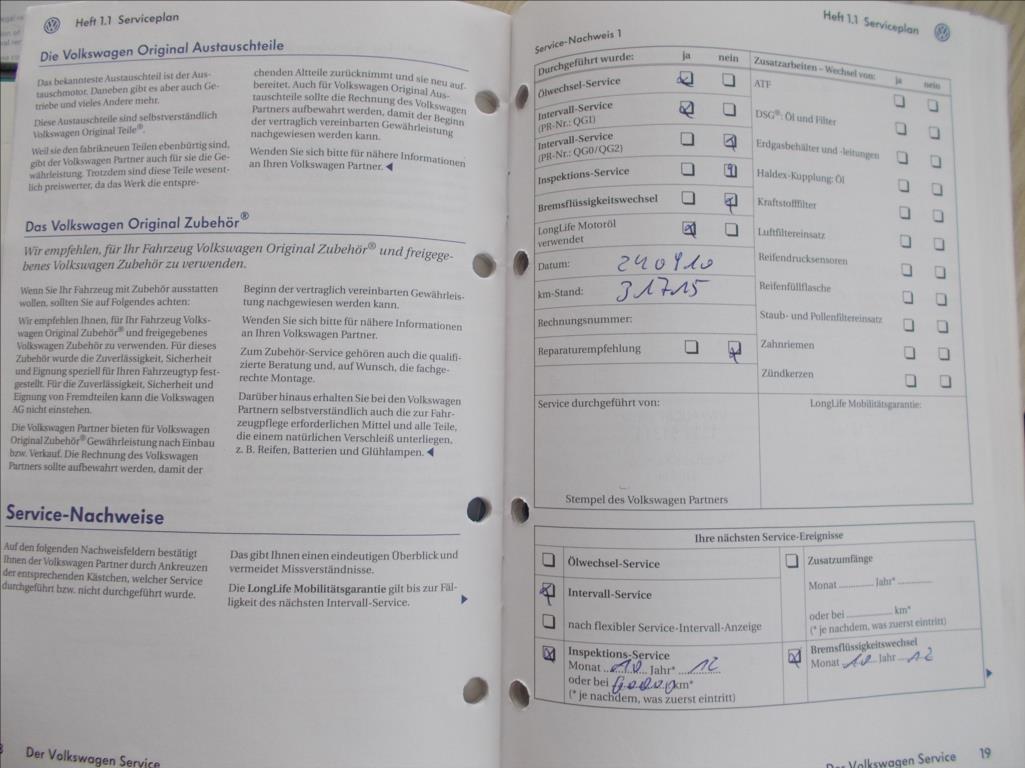 Heft 1.1 Serviceplan
Die Volkswagen Original Austauschteile
Das bekannteste Austauschteil ist der Aus-
tauschmotor. Daneben gibt es aber auch Ge-
triebe und vieles Andere mehr.
Diese Austauschteile sind selbstverständlich
Volkswagen Original Teile®.
Weil sie den fabrikneuen Teilen ebenbürtig sind,
gibt der Volkswagen Partner auch für sie die Ge-
währleistung. Trotzdem sind diese Teile wesent-
lich preiswerter, da das Werk die entspre-
chenden Altteile zurücknimmt und sie neu auf-
bereitet. Auch für Volkswagen Original Aus-
tauschteile sollte die Rechnung des Volkswagen
Partners aufbewahrt werden, damit der Beginn
der vertraglich vereinbarten Gewährleistung
nachgewiesen werden kann.
Wenden Sie sich bitte für nähere Informationen
an Ihren Volkswagen Partner.
Das Volkswagen Original Zubehör®
Wir empfehlen, für Ihr Fahrzeug Volkswagen Original Zubehör® und freigege-
benes Volkswagen Zubehör zu verwenden.
Wenn Sie Ihr Fahrzeug mit Zubehör ausstatten
wollen, sollten Sie auf Folgendes achten:
Wir empfehlen Ihnen, für Ihr Fahrzeug Volks-
wagen Original Zubehör® und freigegebenes
Volkswagen Zubehör zu verwenden. Für dieses
Zubehör wurde die Zuverlässigkeit, Sicherheit
und Eignung speziell für Ihren Fahrzeugtyp fest-
gestellt. Für die Zuverlässigkeit, Sicherheit und
Eignung von Fremdteilen kann die Volkswagen
AG nicht einstehen.
Die Volkswagen Partner bieten für Volkswagen
Original Zubehör® Gewährleistung nach Einbau
bzw. Verkauf. Die Rechnung des Volkswagen
Partners sollte aufbewahrt werden, damit der
Beginn der vertraglich vereinbarten Gewährleis-
tung nachgewiesen werden kann.
Wenden Sie sich bitte für nähere Informationen
an Ihren Volkswagen Partner.
Zum Zubehör-Service gehören auch die qualifi-
zierte Beratung und, auf Wunsch, die fachge-
rechte Montage.
Darüber hinaus erhalten Sie bei den Volkswagen
Partnern selbstverständlich auch die zur Fahr-
zeugpflege erforderlichen Mittel und alle Teile,
die einem natürlichen Verschleiß unterliegen,
z. B. Reifen, Batterien und Glühlampen.
Service-Nachweise
Auf den folgenden Nachweisfeldern bestätigt
Ihnen der Volkswagen Partner durch Ankreuzen
der entsprechenden Kästchen, welcher Service
durchgeführt bzw. nicht durchgeführt wurde.
Das gibt Ihnen einen eindeutigen Überblick und
vermeidet Missverständnisse.
Die LongLife Mobilitätsgarantie gilt bis zur Fäl-
ligkeit des nächsten Intervall-Service.
Der Volkswagen Service
Heft 1.1 Serviceplan
Service-Nachweis 1
Durchgeführt wurde: ja nein
Ölwechsel-Service
Intervall-Service
(PR-Nr.: QG1)
Intervall-Service
(PR-Nr.: QG0/QG2)
Inspektions-Service
Bremsflüssigkeitswechsel
LongLife Motoröl
verwendet
Datum: 240910
km-Stand: 31715
Rechnungsnummer:
Reparaturempfehlung
Zusatzarbeiten – Wechsel von: ja nein
ATF
DSG®: Öl und Filter
Erdgasbehälter und -leitungen
Haldex-Kupplung: Öl
Kraftstofffilter
Luftfiltereinsatz
Reifendrucksensoren
Reifenfüllflasche
Staub- und Pollenfiltereinsatz
Zahnriemen
Zündkerzen
Service durchgeführt von:
Stempel des Volkswagen Partners
LongLife Mobilitätsgarantie:
Ihre nächsten Service-Ereignisse
Ölwechsel-Service
Intervall-Service
nach flexibler Service-Intervall-Anzeige
Inspektions-Service
Monat 10 Jahr* 12
oder bei 60000 km*
(* je nachdem, was zuerst eintritt)
Zusatzumfänge
Monat Jahr*
oder bei km*
(* je nachdem, was zuerst eintritt)
Bremsflüssigkeitswechsel
Monat 10 Jahr 12
Der Volkswagen Service 19